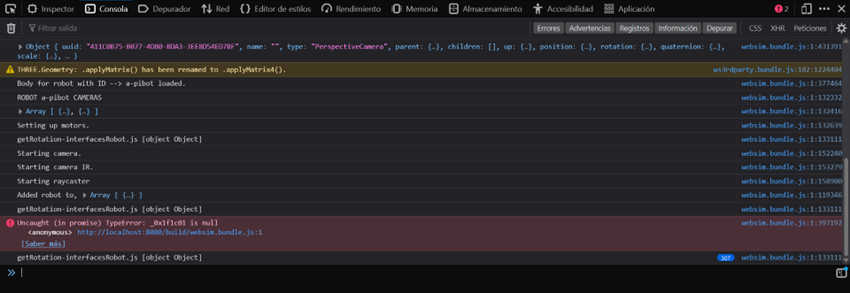 Inspector Consola Depurador Red Editor de estilos Rendimiento Memoria Almacenamiento Accesibilidad Aplicación 2
Filtrar salida Errores Advertencias Registros Información Depurar CSS XHR Peticiones
Object { uuid: "411C0B75-B077-4DB0-BDA3-3EEBD54ED7BF", name: "", type: "PerspectiveCamera", parent: {…}, children: [], up: {…}, position: {…}, rotation: {…}, quaternion: {…}, websim.bundle.js:1:431391
scale: {…}, … }
THREE.Geometry: .applyMatrix() has been renamed to .applyMatrix4(). ws3rdparty.bundle.js:182:1224404
Body for robot with ID --> a-pibot loaded. websim.bundle.js:1:377464
ROBOT a-pibot CAMERAS websim.bundle.js:1:132332
Array [ {…}, {…} ] websim.bundle.js:1:132416
Setting up motors. websim.bundle.js:1:132639
getRotation-interfacesRobot.js [object Object] websim.bundle.js:1:133111
Starting camera. websim.bundle.js:1:152240
Starting camera IR. websim.bundle.js:1:153279
Starting raycaster websim.bundle.js:1:158900
Added robot to, Array [ {…} ] websim.bundle.js:1:119346
getRotation-interfacesRobot.js [object Object] websim.bundle.js:1:133111
Uncaught (in promise) TypeError: _0x1f1c01 is null websim.bundle.js:1:397192
<anonymous> http://localhost:8000/build/websim.bundle.js:1
[Saber más]
getRotation-interfacesRobot.js [object Object] 107 websim.bundle.js:1:133111